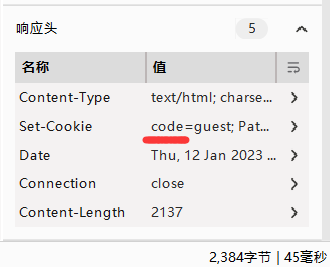 响应头 5
名称 值
Content-Type text/html; charse...
Set-Cookie code=guest; Pat...
Date Thu, 12 Jan 2023 ...
Connection close
Content-Length 2137
2,384字节 | 45毫秒